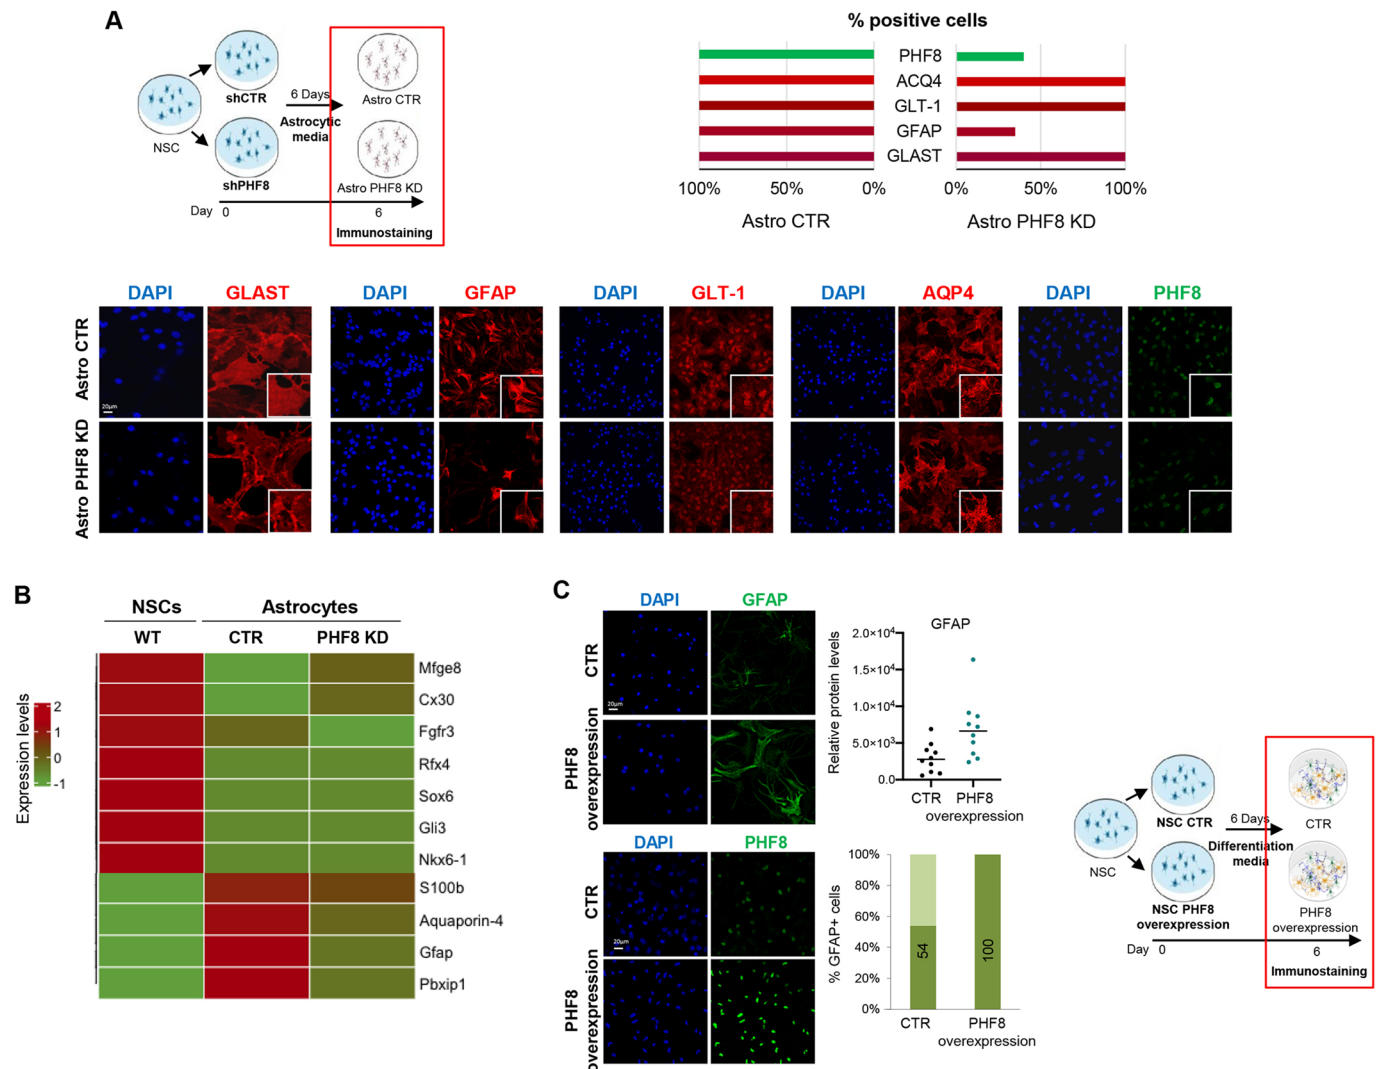 A
NSC
shCTR
shPHF8
6 Days
Astrocytic
media
Astro CTR
Astro PHF8 KD
Day 0 6
Immunostaining
% positive cells
PHF8
ACQ4
GLT-1
GFAP
GLAST
100% 50% 0% 0% 50% 100%
Astro CTR Astro PHF8 KD
DAPI GLAST DAPI GFAP DAPI GLT-1 DAPI AQP4 DAPI PHF8
Astro CTR
20µm
Astro PHF8 KD
B
NSCs Astrocytes
WT CTR PHF8 KD
Expression levels
2
1
0
-1
Mfge8
Cx30
Fgfr3
Rfx4
Sox6
Gli3
Nkx6-1
S100b
Aquaporin-4
Gfap
Pbxip1
C
DAPI GFAP
CTR
20µm
PHF8
overexpression
DAPI PHF8
CTR
20µm
PHF8
overexpression
GFAP
Relative protein levels
2.0×10⁴
1.5×10⁴
1.0×10⁴
5.0×10³
0.0
CTR PHF8
overexpression
% GFAP+ cells
100%
80%
60%
40%
20%
0%
54 100
CTR PHF8
overexpression
NSC
NSC CTR
NSC PHF8
overexpression
6 Days
Differentiation
media
CTR
PHF8
overexpression
Day 0 6
Immunostaining